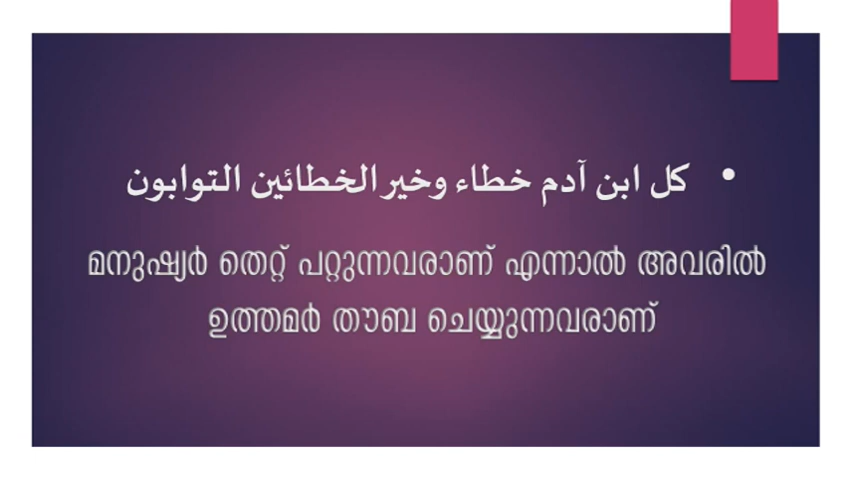 • كل ابن آدم خطاء وخير الخطائين التوابون
മനുഷ്യർ തെറ്റ് പറ്റുന്നവരാണ് എന്നാൽ അവരിൽ
ഉത്തമർ തൗബ ചെയ്യുന്നവരാണ്